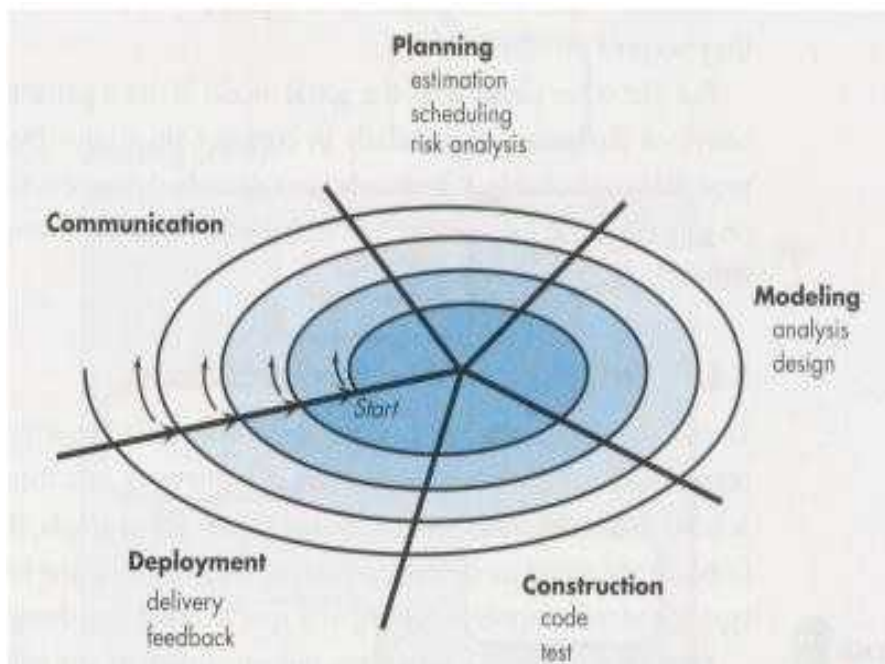 Planning
estimation
scheduling
risk analysis
Communication
Modeling
analysis
design
Start
Deployment
delivery
feedback
Construction
code
test